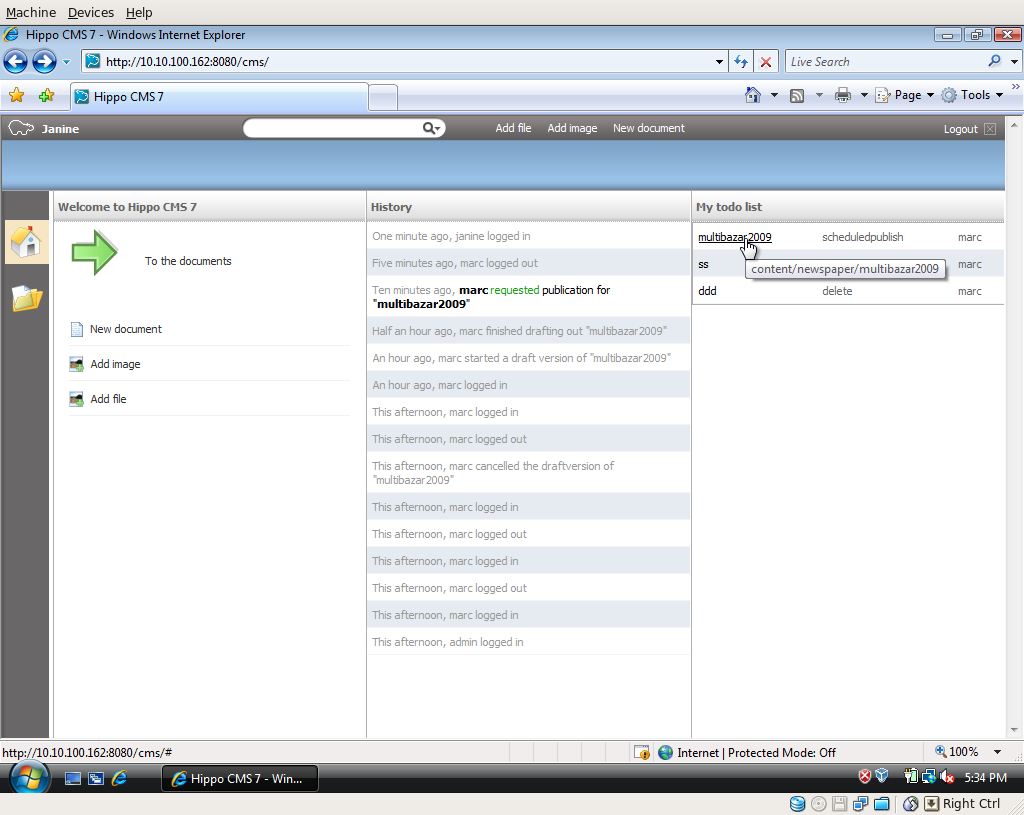 Machine Devices Help
Hippo CMS 7 - Windows Internet Explorer
http://10.10.100.162:8080/cms/
Live Search
Hippo CMS 7
Page Tools
Janine
Add file Add image New document
Logout
Welcome to Hippo CMS 7
To the documents
New document
Add image
Add file
History
One minute ago, janine logged in
Five minutes ago, marc logged out
Ten minutes ago, marc requested publication for
"multibazar2009"
Half an hour ago, marc finished drafting out "multibazar2009"
An hour ago, marc started a draft version of "multibazar2009"
An hour ago, marc logged in
This afternoon, marc logged in
This afternoon, marc logged out
This afternoon, marc cancelled the draftversion of
"multibazar2009"
This afternoon, marc logged in
This afternoon, marc logged out
This afternoon, marc logged in
This afternoon, marc logged out
This afternoon, marc logged in
This afternoon, admin logged in
My todo list
multibazar2009 scheduledpublish marc
ss marc
content/newspaper/multibazar2009
ddd delete marc
http://10.10.100.162:8080/cms/#
Internet | Protected Mode: Off
100%
Hippo CMS 7 - Win...
5:34 PM
Right Ctrl